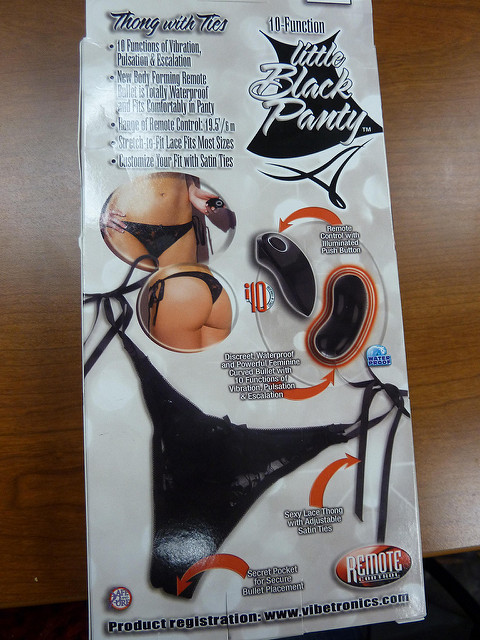 Thong with Ties
• 10 Functions of Vibration,
Pulsation & Escalation
• New Body Forming Remote
Bullet is Totally Waterproof
and Fits Comfortably in Panty
• Range of Remote Control: 19.5'/6 m
• Stretch-to-Fit Lace Fits Most Sizes
• Customize Your Fit with Satin Ties
10-Function
little
Black
Panty™
Remote
Control with
Illuminated
Push Button
i10
WATER
PROOF
Discreet, Waterproof
and Powerful Feminine
Curved Bullet with
10 Functions of
Vibration, Pulsation
& Escalation
Sexy Lace Thong
with Adjustable
Satin Ties
Secret Pocket
for Secure
Bullet Placement
REMOTE
CONTROL
Product registration: www.vibetronics.com